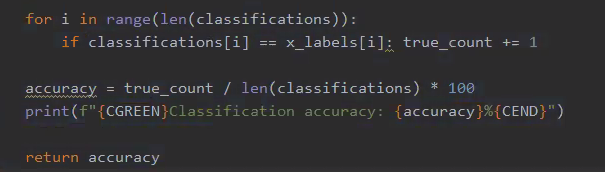 for i in range(len(classifications)):
    if classifications[i] == x_labels[i]: true_count += 1
accuracy = true_count / len(classifications) * 100
print(f"{CGREEN}Classification accuracy: {accuracy}%{CEND}")
return accuracy